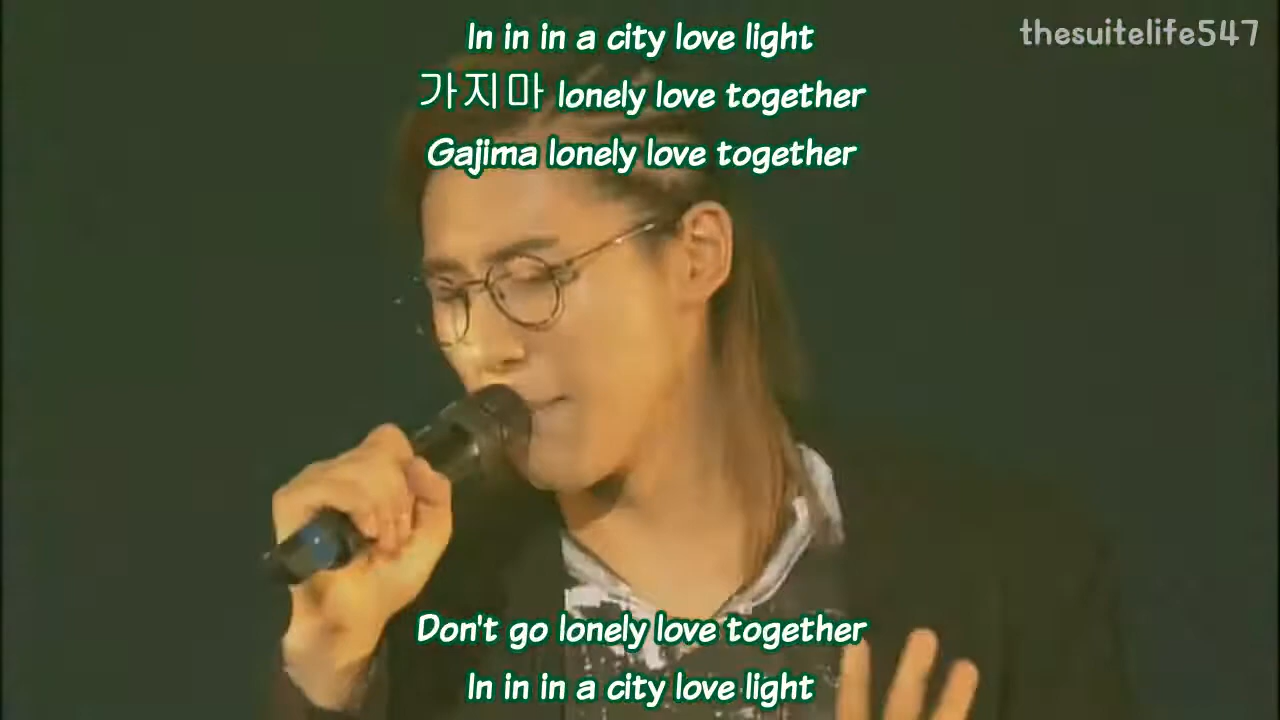 In in in a city love light
thesuitelife547
가지마 lonely love together
Gajima lonely love together
Don't go lonely love together
In in in a city love light